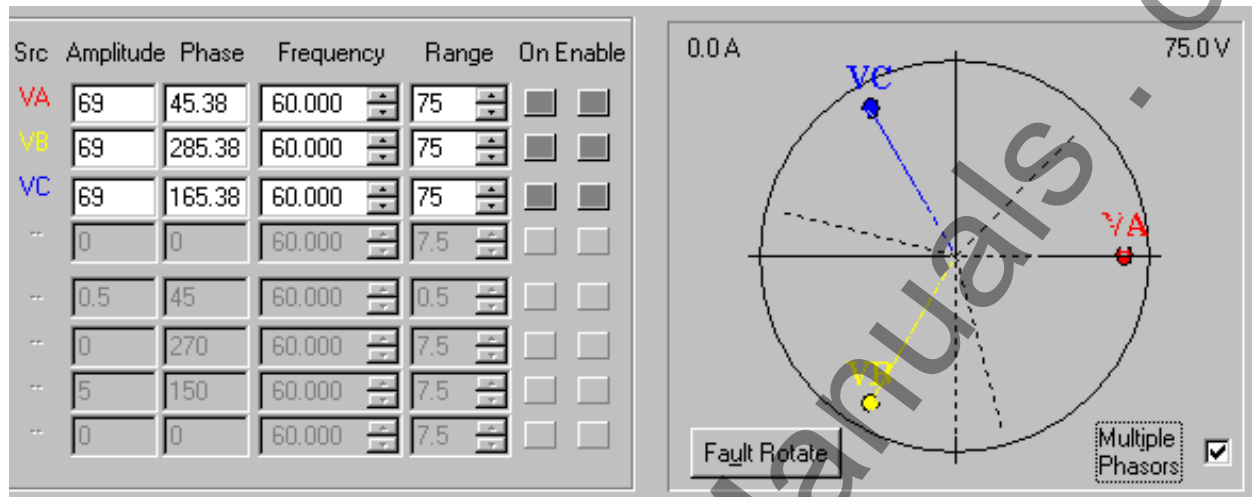 Src Amplitude Phase Frequency Range On Enable
VA 69 45.38 60.000 75
VB 69 285.38 60.000 75
VC 69 165.38 60.000 75
-- 0 0 60.000 7.5
-- 0.5 45 60.000 0.5
-- 0 270 60.000 7.5
-- 5 150 60.000 7.5
-- 0 0 60.000 7.5
0.0 A 75.0 V
VC
VA
VB
Fault Rotate
Multiple
Phasors